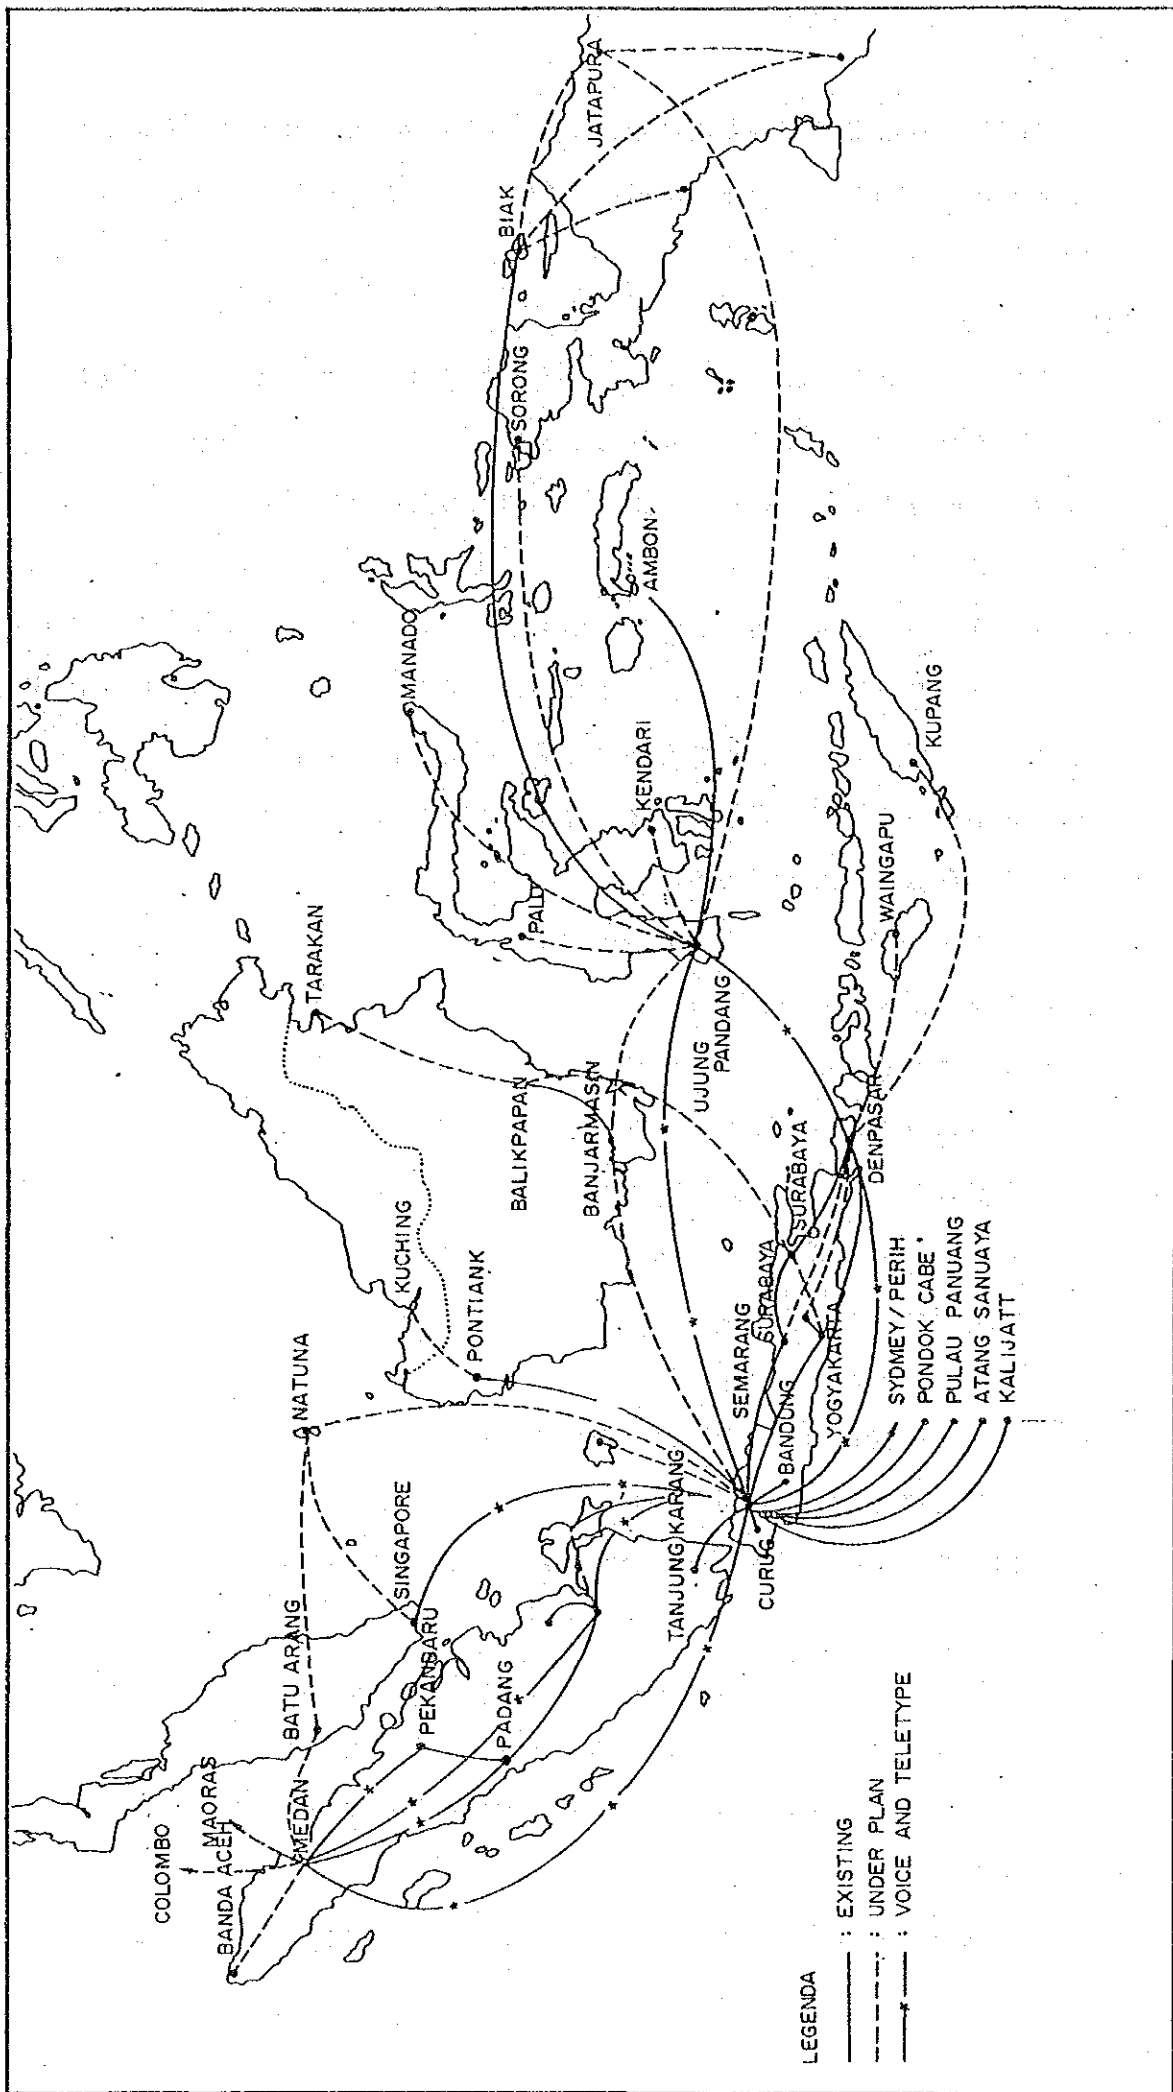 COLOMBO
MAORAS
BANDA ACEH
MEDAN
BATU ARANG
NATUNA
SINGAPORE
PEKANBARU
PADANG
KUCHING
PONTIANK
TARAKAN
BALIKPAPAN
BANJARMASIN
MANADO
PALU
KENDARI
UJUNG
PANDANG
AMBON
SORONG
BIAK
JATAPURA
TANJUNG KARANG
CURUG
SEMARANG
BANDUNG
SURABAYA
YOGYAKARTA
SURABAYA*
DENPASAR
WAINGAPU
KUPANG
SYDMEY/PERIH
PONDOK CABE*
PULAU PANUANG
ATANG SANUAYA
KALIJATT
LEGENDA
: EXISTING
: UNDER PLAN
: VOICE AND TELETYPE